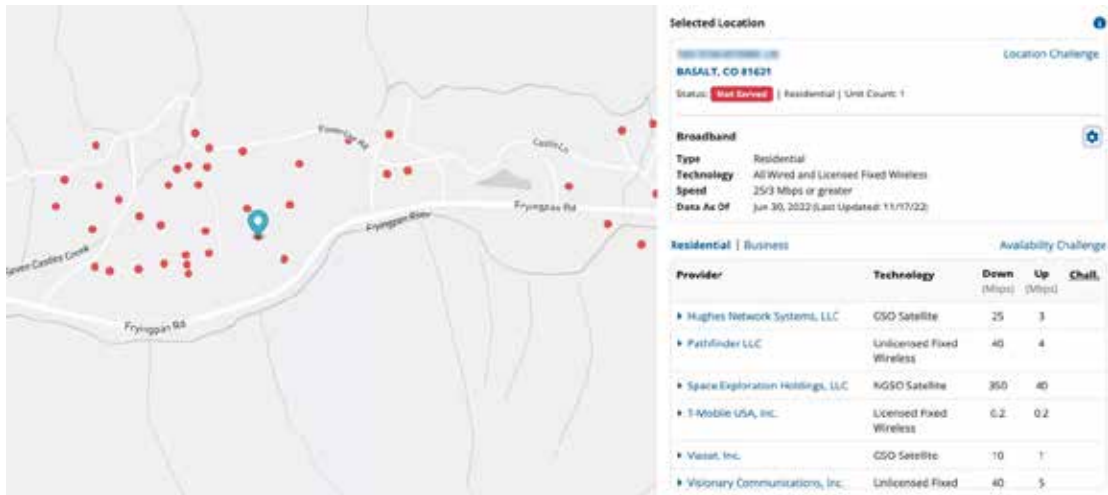 Selected Location
Location Challenge
BASALT, CO 81621
Status: Not Served | Residential | Unit Count: 1
Broadband
Type Residential
Technology All Wired and Licensed Fixed Wireless
Speed 25/3 Mbps or greater
Data As Of Jun 30, 2022 (Last Updated: 11/17/22)
Residential | Business Availability Challenge
Provider Technology Down (Mbps) Up (Mbps) Chall.
Hughes Network Systems, LLC GSO Satellite 25 3
Pathfinder LLC Unlicensed Fixed Wireless 40 4
Space Exploration Holdings, LLC NGSO Satellite 350 40
T-Mobile USA, Inc. Licensed Fixed Wireless 0.2 0.2
Viasat, Inc. GSO Satellite 10 1
Visionary Communications, Inc. Unlicensed Fixed 40 5
Castle Ln
Fryingpan Rd
Fryingpan River
Castles Creek
Fryingpan Rd